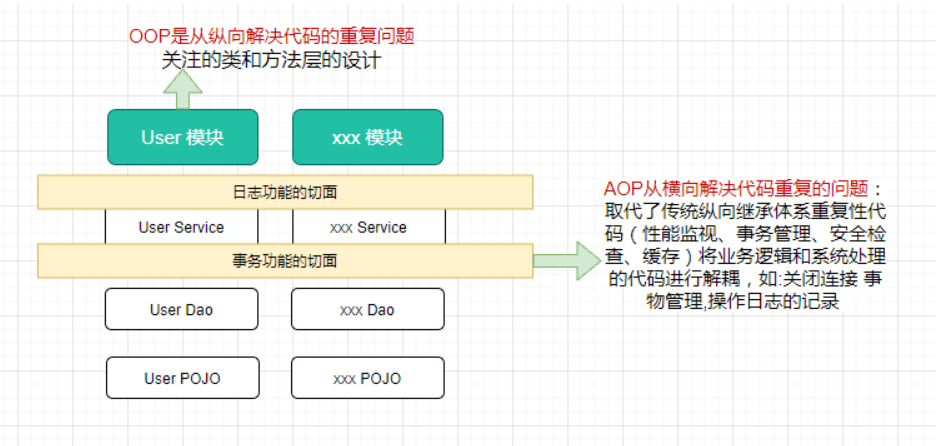 OOP是从纵向解决代码的重复问题
关注的类和方法层的设计
User 模块
xxx 模块
日志功能的切面
User Service
xxx Service
事务功能的切面
User Dao
xxx Dao
User POJO
xxx POJO
AOP从横向解决代码重复的问题：
取代了传统纵向继承体系重复性代
码（性能监视、事务管理、安全检
查、缓存）将业务逻辑和系统处理
的代码进行解耦，如:关闭连接 事
物管理,操作日志的记录